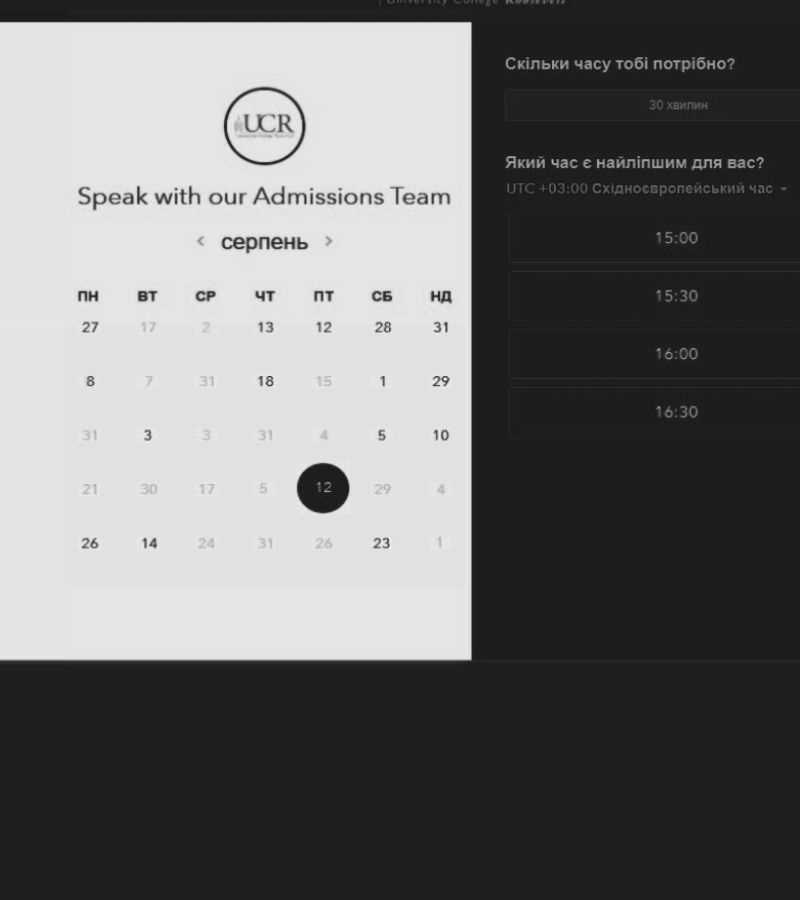 University College Roosevelt
UCR
Speak with our Admissions Team
< серпень >
ПН ВТ СР ЧТ ПТ СБ НД
27 17 2 13 12 28 31
8 7 31 18 15 1 29
31 3 3 31 4 5 10
21 30 17 5 12 29 4
26 14 24 31 26 23 1
Скільки часу тобі потрібно?
30 хвилин
Який час є найліпшим для вас?
UTC +03:00 Східноєвропейський час
15:00
15:30
16:00
16:30